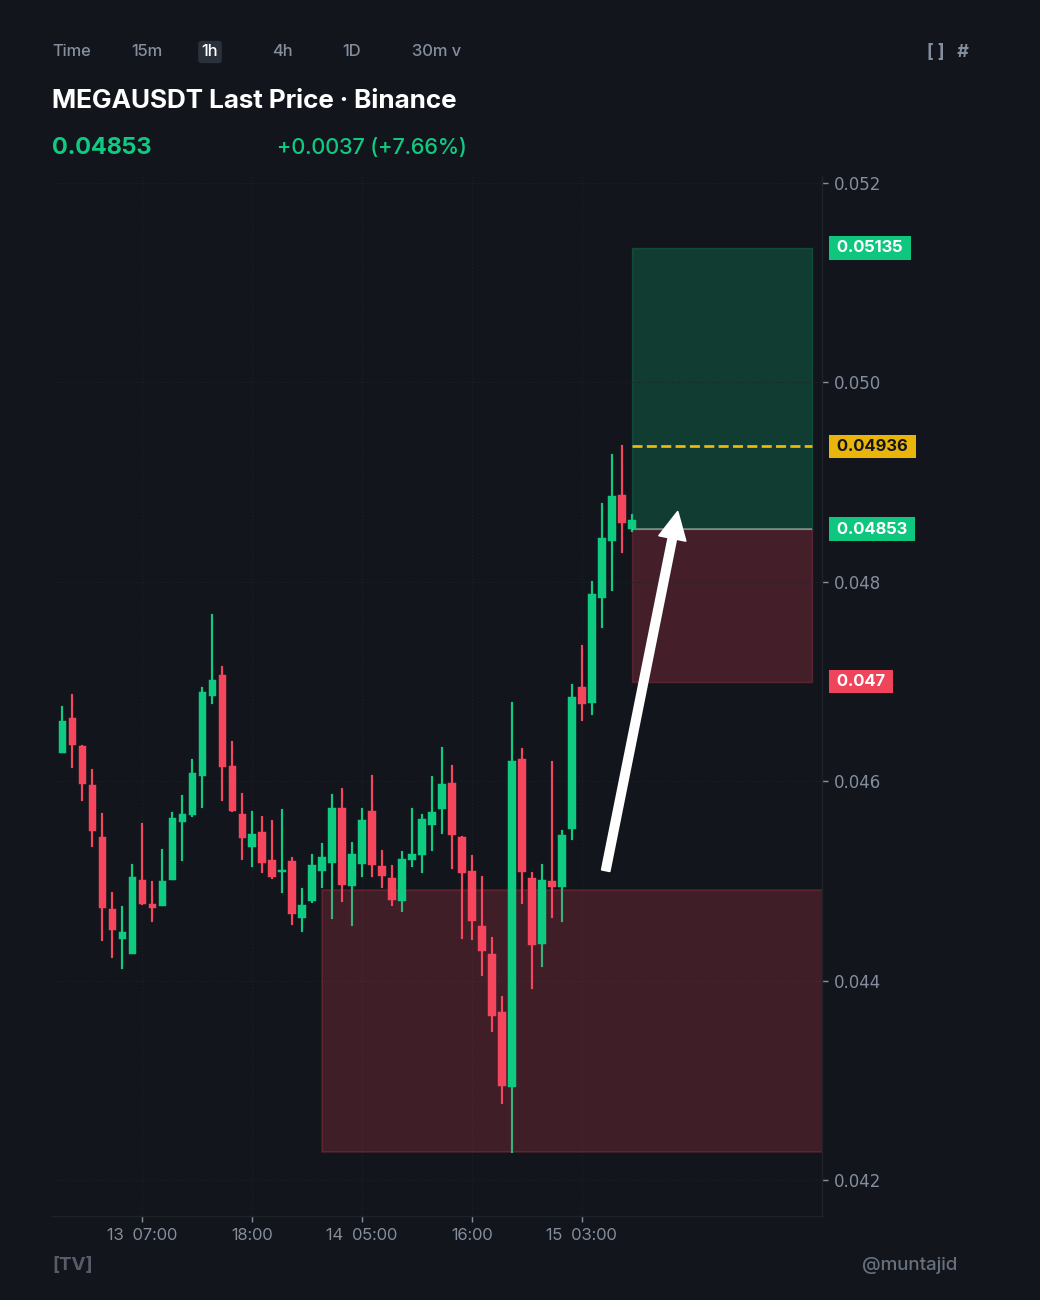 Time 15m 1h 4h 1D 30m v [ ] #
MEGAUSDT Last Price · Binance
0.04853 +0.0037 (+7.66%)
0.052
0.05135
0.050
0.04936
0.04853
0.048
0.047
0.046
0.044
0.042
13 07:00 18:00 14 05:00 16:00 15 03:00
[TV] @muntajid